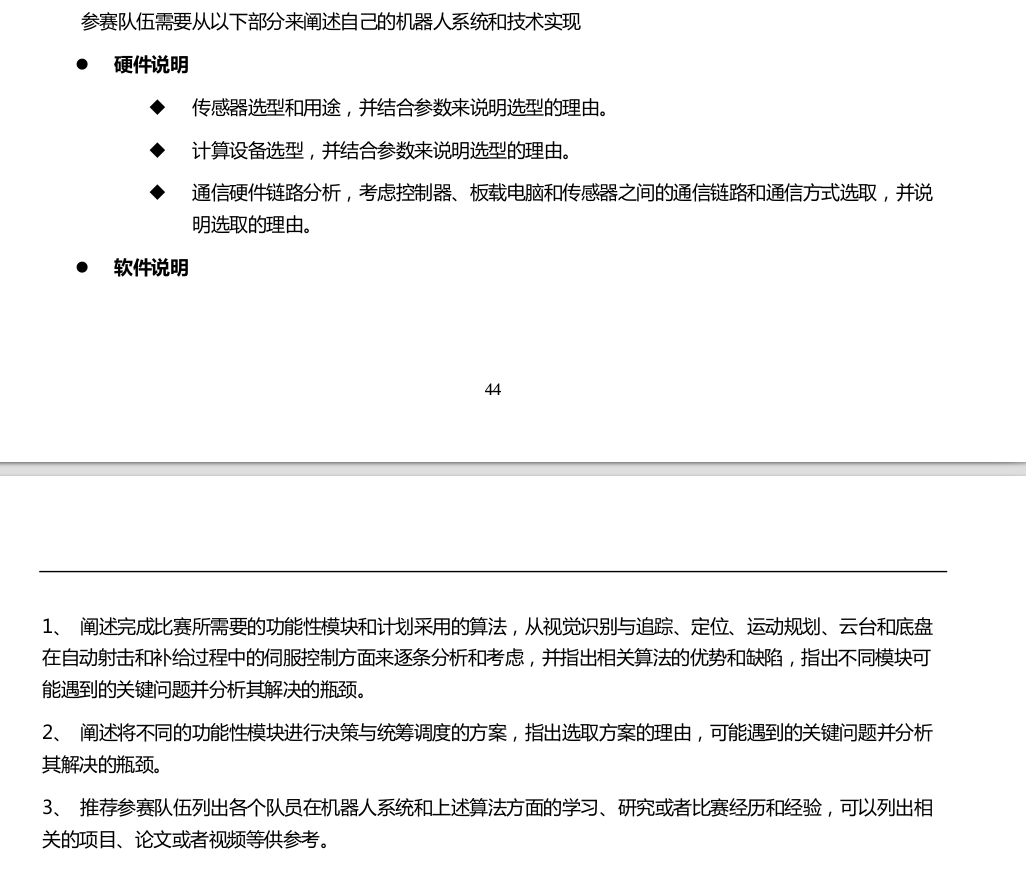 参赛队伍需要从以下部分来阐述自己的机器人系统和技术实现
● 硬件说明
◆ 传感器选型和用途，并结合参数来说明选型的理由。
◆ 计算设备选型，并结合参数来说明选型的理由。
◆ 通信硬件链路分析，考虑控制器、板载电脑和传感器之间的通信链路和通信方式选取，并说
明选取的理由。
● 软件说明
44
1、 阐述完成比赛所需要的功能性模块和计划采用的算法，从视觉识别与追踪、定位、运动规划、云台和底盘
在自动射击和补给过程中的伺服控制方面来逐条分析和考虑，并指出相关算法的优势和缺陷，指出不同模块可
能遇到的关键问题并分析其解决的瓶颈。
2、 阐述将不同的功能性模块进行决策与统筹调度的方案，指出选取方案的理由，可能遇到的关键问题并分析
其解决的瓶颈。
3、 推荐参赛队伍列出各个队员在机器人系统和上述算法方面的学习、研究或者比赛经历和经验，可以列出相
关的项目、论文或者视频等供参考。